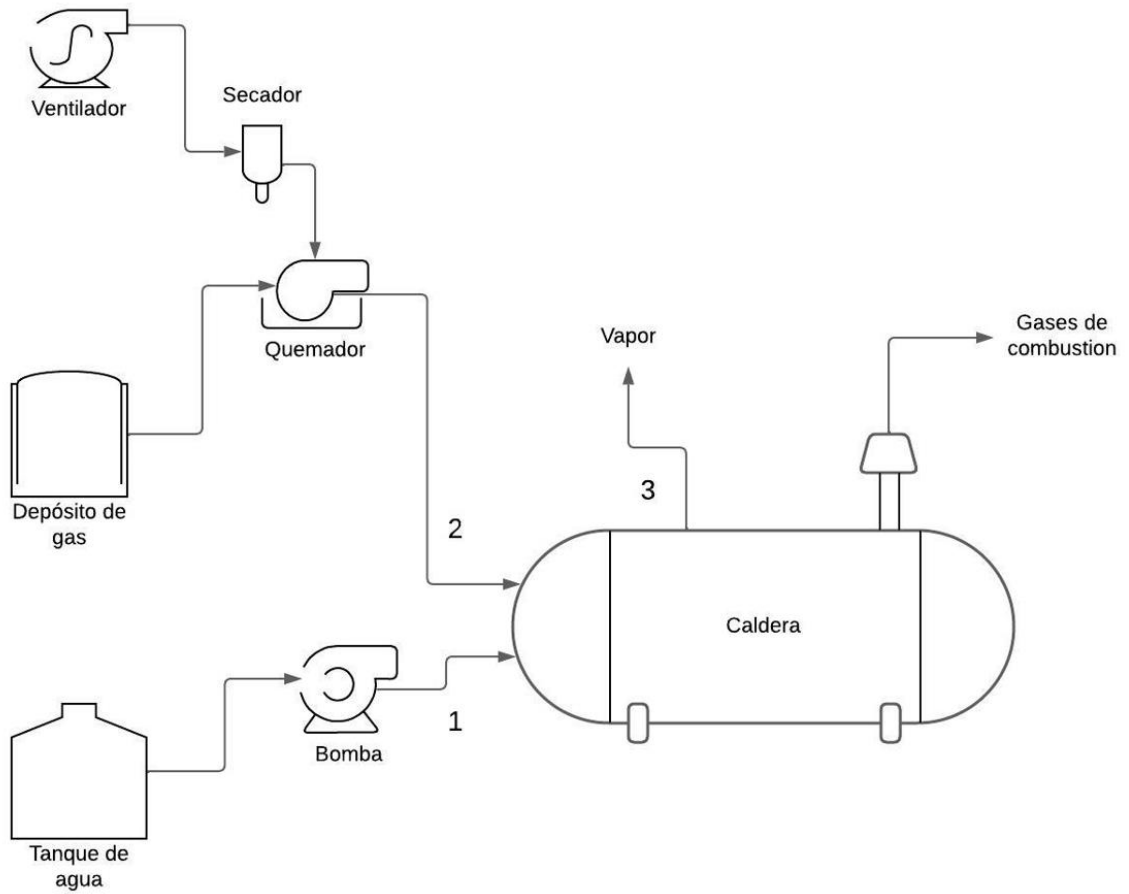 Ventilador
Secador
Quemador
Depósito de
gas
Vapor
Gases de
combustion
2
3
Caldera
1
Bomba
Tanque de
agua